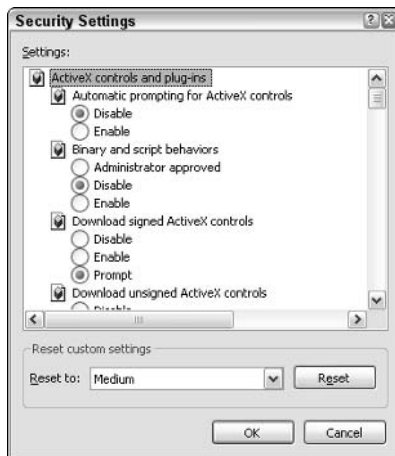 Security Settings
Settings:
ActiveX controls and plug-ins
Automatic prompting for ActiveX controls
Disable
Enable
Binary and script behaviors
Administrator approved
Disable
Enable
Download signed ActiveX controls
Disable
Enable
Prompt
Download unsigned ActiveX controls
Reset custom settings
Reset to: Medium Reset
OK Cancel